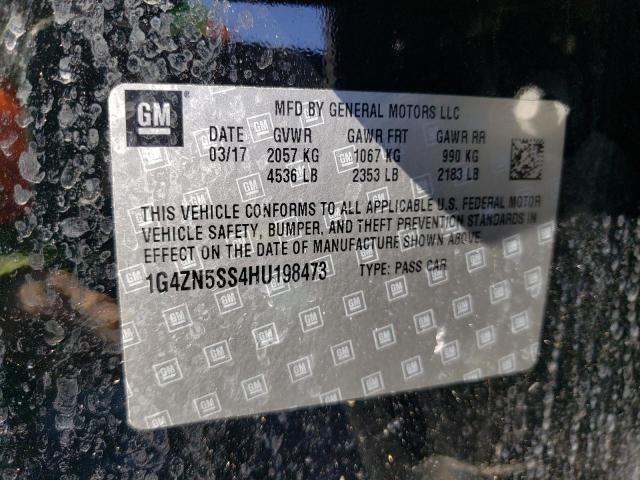 GM
MFD BY GENERAL MOTORS LLC
DATE GVWR GAWR FRT GAWR RR
03/17 2057 KG 1067 KG 990 KG
4536 LB 2353 LB 2183 LB
THIS VEHICLE CONFORMS TO ALL APPLICABLE U.S. FEDERAL MOTOR
VEHICLE SAFETY, BUMPER, AND THEFT PREVENTION STANDARDS IN
EFFECT ON THE DATE OF MANUFACTURE SHOWN ABOVE.
1G4ZN5SS4HU198473 TYPE: PASS CAR